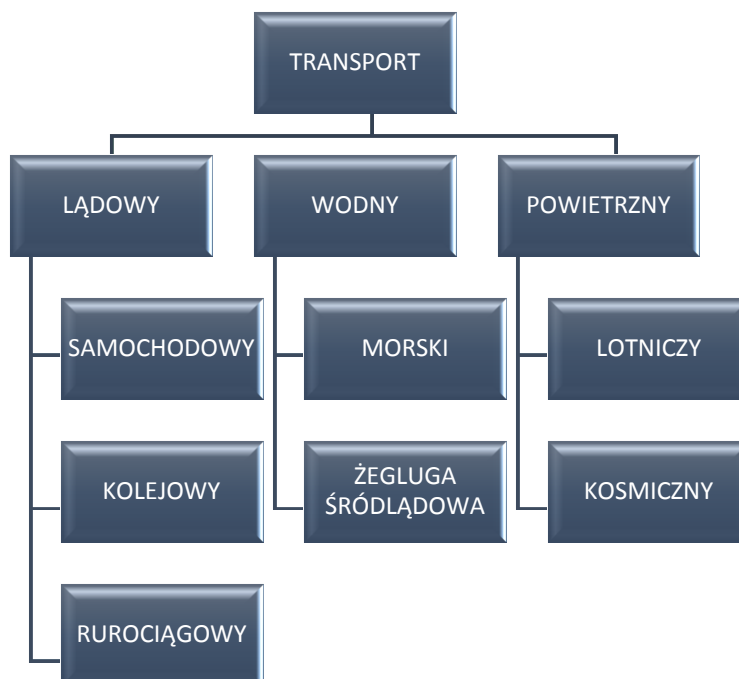 TRANSPORT
LĄDOWY
WODNY
POWIETRZNY
SAMOCHODOWY
MORSKI
LOTNICZY
KOLEJOWY
ŻEGLUGA
ŚRÓDLĄDOWA
KOSMICZNY
RUROCIĄGOWY